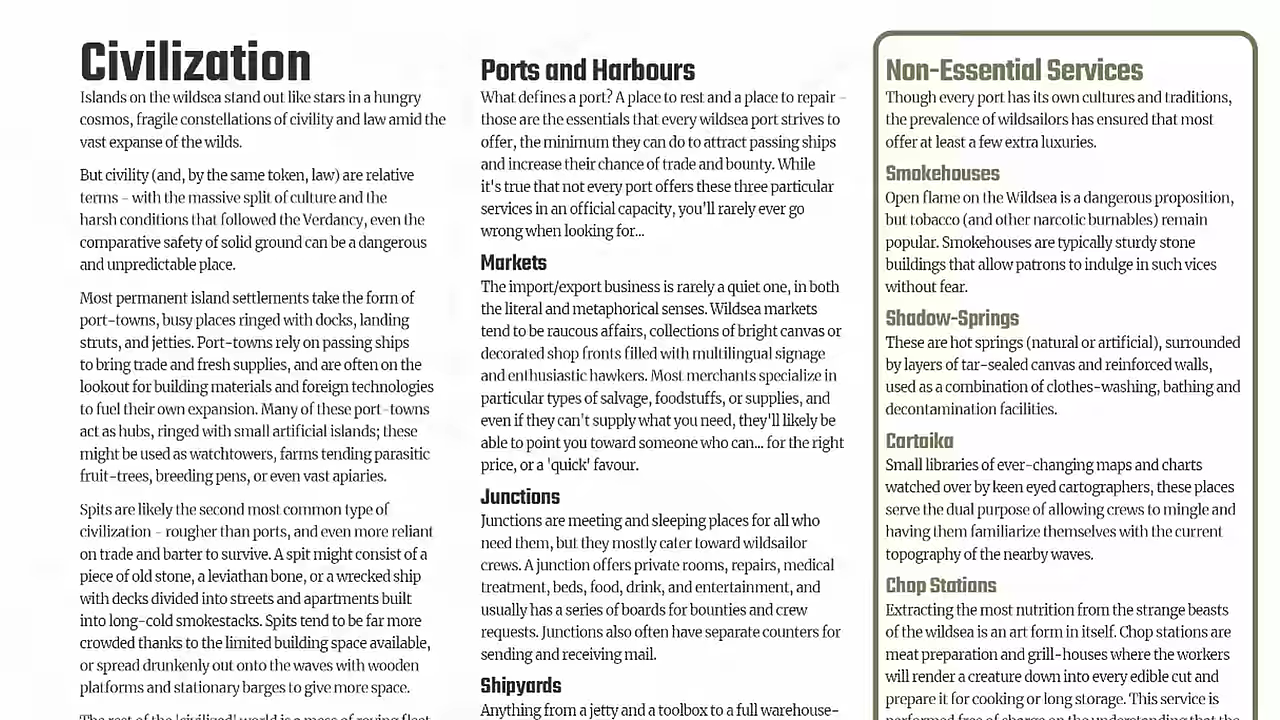 Civilization
Islands on the wildsea stand out like stars in a hungry
cosmos, fragile constellations of civility and law amid the
vast expanse of the wilds.
But civility (and, by the same token, law) are relative
terms - with the massive split of culture and the
harsh conditions that followed the Verdancy, even the
comparative safety of solid ground can be a dangerous
and unpredictable place.
Most permanent island settlements take the form of
port-towns, busy places ringed with docks, landing
struts, and jetties. Port-towns rely on passing ships
to bring trade and fresh supplies, and are often on the
lookout for building materials and foreign technologies
to fuel their own expansion. Many of these port-towns
act as hubs, ringed with small artificial islands; these
might be used as watchtowers, farms tending parasitic
fruit-trees, breeding pens, or even vast apiaries.
Spits are likely the second most common type of
civilization - rougher than ports, and even more reliant
on trade and barter to survive. A spit might consist of a
piece of old stone, a leviathan bone, or a wrecked ship
with decks divided into streets and apartments built
into long-cold smokestacks. Spits tend to be far more
crowded thanks to the limited building space available,
or spread drunkenly out onto the waves with wooden
platforms and stationary barges to give more space.
The rest of the 'civilized' world is a mess of roving fleet
Ports and Harbours
What defines a port? A place to rest and a place to repair -
those are the essentials that every wildsea port strives to
offer, the minimum they can do to attract passing ships
and increase their chance of trade and bounty. While
it's true that not every port offers these three particular
services in an official capacity, you'll rarely ever go
wrong when looking for...
Markets
The import/export business is rarely a quiet one, in both
the literal and metaphorical senses. Wildsea markets
tend to be raucous affairs, collections of bright canvas or
decorated shop fronts filled with multilingual signage
and enthusiastic hawkers. Most merchants specialize in
particular types of salvage, foodstuffs, or supplies, and
even if they can't supply what you need, they'll likely be
able to point you toward someone who can... for the right
price, or a 'quick' favour.
Junctions
Junctions are meeting and sleeping places for all who
need them, but they mostly cater toward wildsailor
crews. A junction offers private rooms, repairs, medical
treatment, beds, food, drink, and entertainment, and
usually has a series of boards for bounties and crew
requests. Junctions also often have separate counters for
sending and receiving mail.
Shipyards
Anything from a jetty and a toolbox to a full warehouse-
Non-Essential Services
Though every port has its own cultures and traditions,
the prevalence of wildsailors has ensured that most
offer at least a few extra luxuries.
Smokehouses
Open flame on the Wildsea is a dangerous proposition,
but tobacco (and other narcotic burnables) remain
popular. Smokehouses are typically sturdy stone
buildings that allow patrons to indulge in such vices
without fear.
Shadow-Springs
These are hot springs (natural or artificial), surrounded
by layers of tar-sealed canvas and reinforced walls,
used as a combination of clothes-washing, bathing and
decontamination facilities.
Cartaika
Small libraries of ever-changing maps and charts
watched over by keen eyed cartographers, these places
serve the dual purpose of allowing crews to mingle and
having them familiarize themselves with the current
topography of the nearby waves.
Chop Stations
Extracting the most nutrition from the strange beasts
of the wildsea is an art form in itself. Chop stations are
meat preparation and grill-houses where the workers
will render a creature down into every edible cut and
prepare it for cooking or long storage. This service is
performed free of charge on the understanding that the